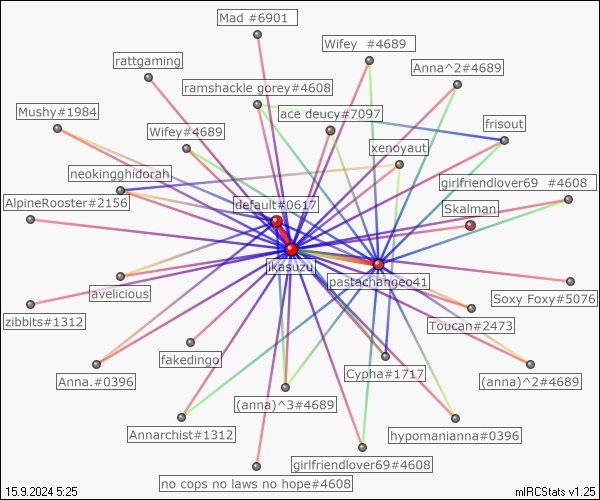 Mad #6901
Wifey  #4689
rattgaming
Anna^2#4689
ramshackle gorey#4608
Mushy#1984
ace deucy#7097
frisout
Wifey#4689
xenoyaut
neokingghidorah
girlfriendlover69  #4608
AlpineRooster#2156
default#0617
Skalman
jkasuzu
pastachangeo41
avelicious
Soxy Foxy#5076
zibbits#1312
Toucan#2473
fakedingo
Cypha#1717
Anna.#0396
(anna)^2#4689
(anna)^3#4689
Annarchist#1312
hypomanianna#0396
girlfriendlover69#4608
no cops no laws no hope#4608
15.9.2024 5:25
mIRCStats v1.25